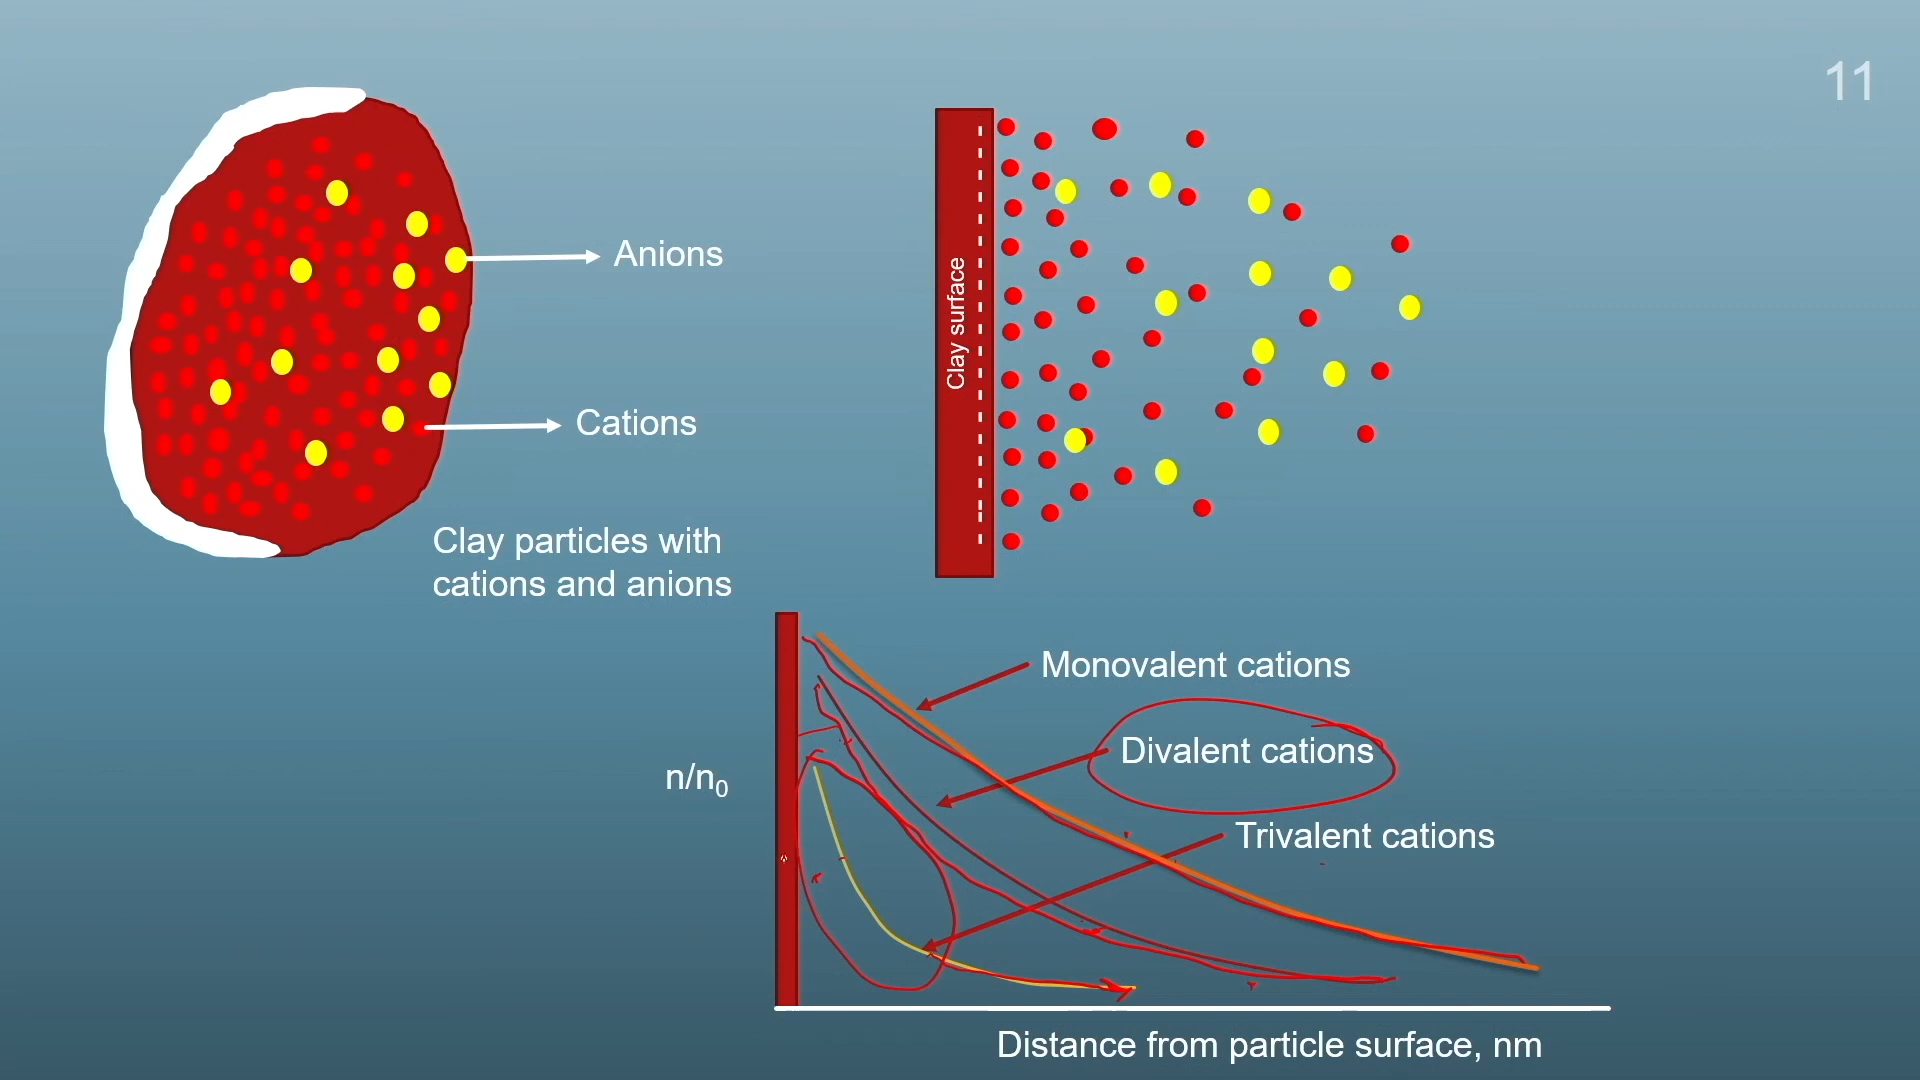 11
Anions
Clay surface
Cations
Clay particles with
cations and anions
Monovalent cations
Divalent cations
n/n₀
Trivalent cations
Distance from particle surface, nm